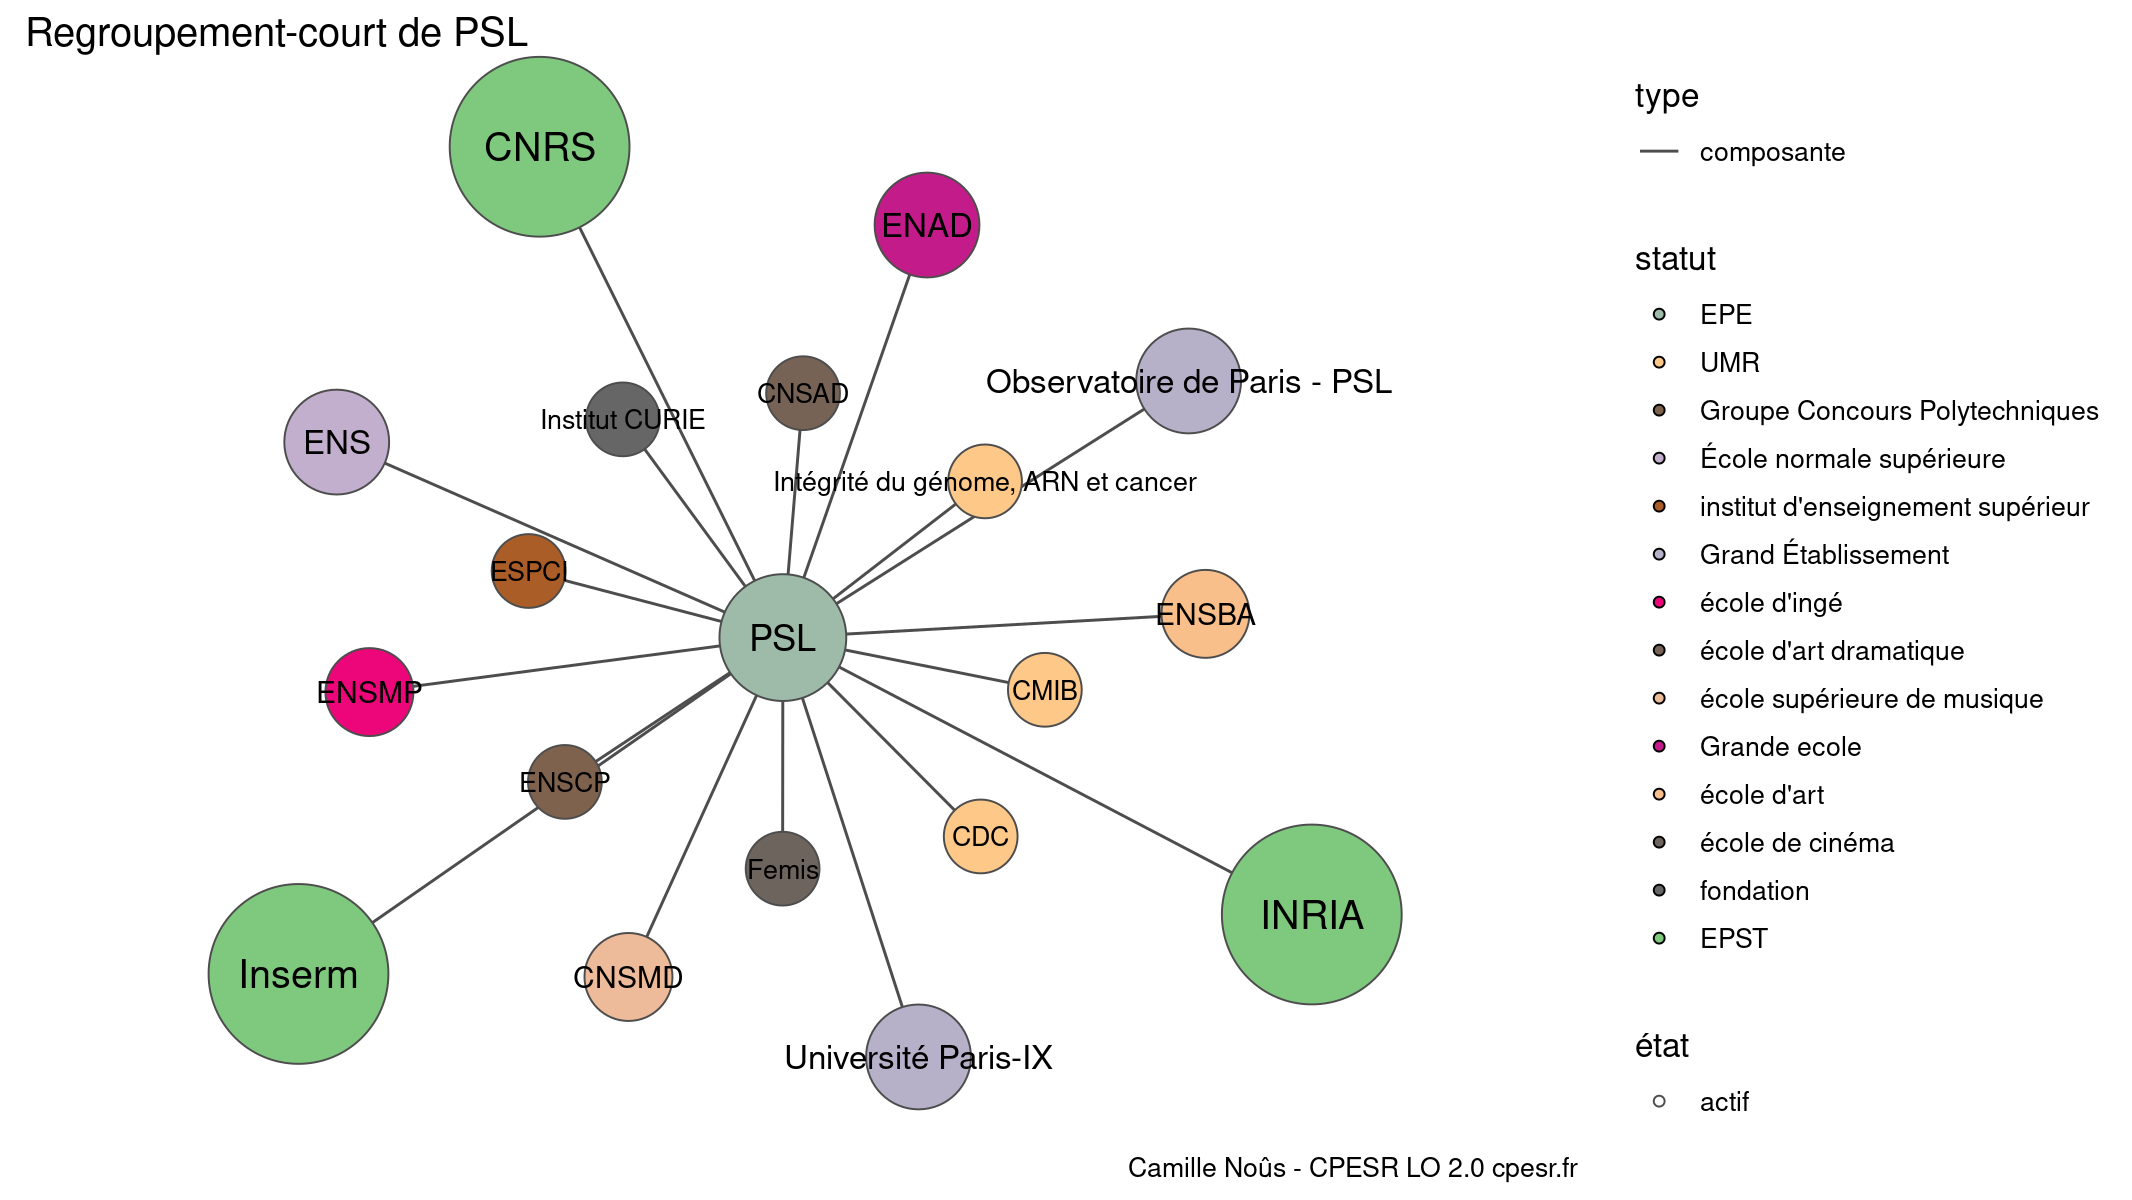 Regroupement-court de PSL
CNRS
ENAD
Observatoire de Paris - PSL
CNSAD
Institut CURIE
ENS
Intégrité du génome, ARN et cancer
ESPCI
ENSBA
PSL
CMIB
ENSMP
ENSCP
CDC
Femis
INRIA
Inserm
CNSMD
Université Paris-IX
type
composante
statut
EPE
UMR
Groupe Concours Polytechniques
École normale supérieure
institut d'enseignement supérieur
Grand Établissement
école d'ingé
école d'art dramatique
école supérieure de musique
Grande ecole
école d'art
école de cinéma
fondation
EPST
état
actif
Camille Noûs - CPESR LO 2.0 cpesr.fr